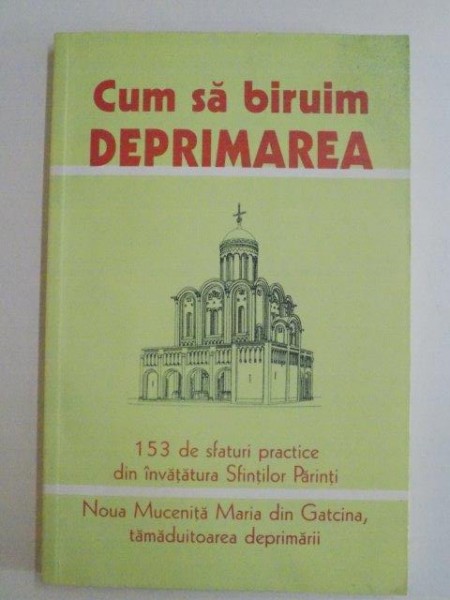 Cum să biruim
DEPRIMAREA
153 de sfaturi practice
din învățătura Sfinților Părinți
Noua Muceniță Maria din Gatcina,
tămăduitoarea deprimării